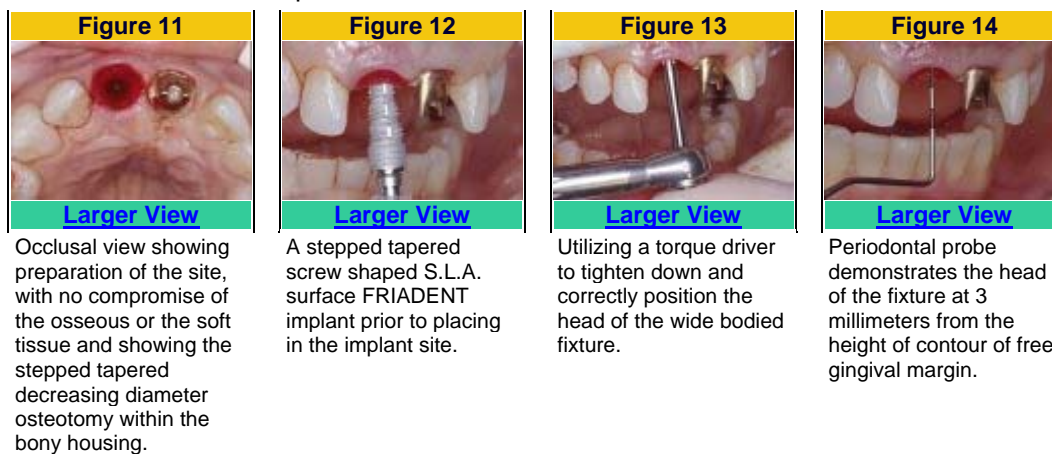 Figure 11
Larger View
Occlusal view showing
preparation of the site,
with no compromise of
the osseous or the soft
tissue and showing the
stepped tapered
decreasing diameter
osteotomy within the
bony housing.
Figure 12
Larger View
A stepped tapered
screw shaped S.L.A.
surface FRIADENT
implant prior to placing
in the implant site.
Figure 13
Larger View
Utilizing a torque driver
to tighten down and
correctly position the
head of the wide bodied
fixture.
Figure 14
Larger View
Periodontal probe
demonstrates the head
of the fixture at 3
millimeters from the
height of contour of free
gingival margin.